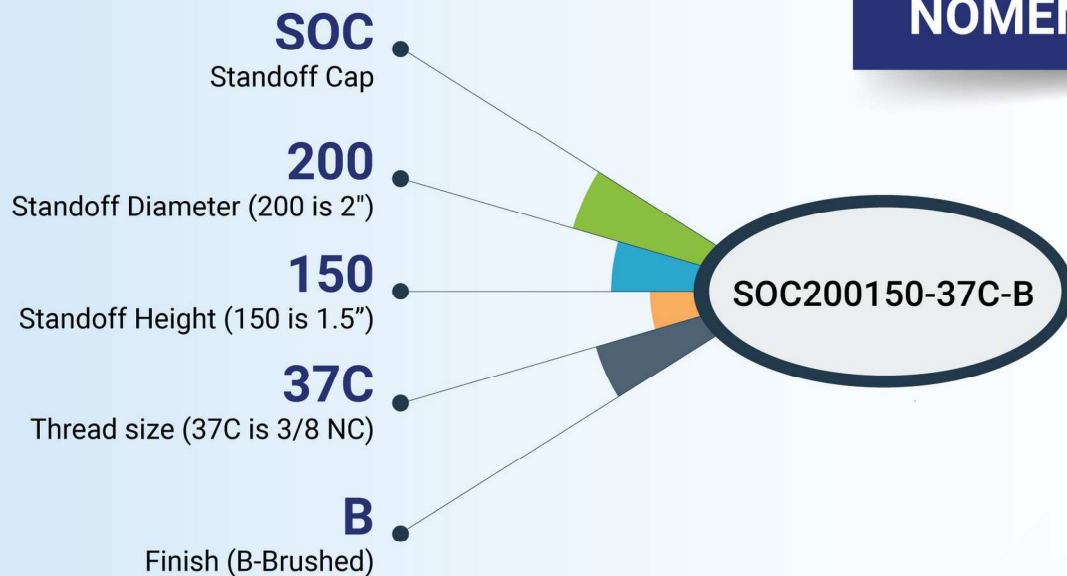 NOMEN
SOC
Standoff Cap
200
Standoff Diameter (200 is 2")
150
Standoff Height (150 is 1.5”)
37C
Thread size (37C is 3/8 NC)
B
Finish (B-Brushed)
SOC200150-37C-B